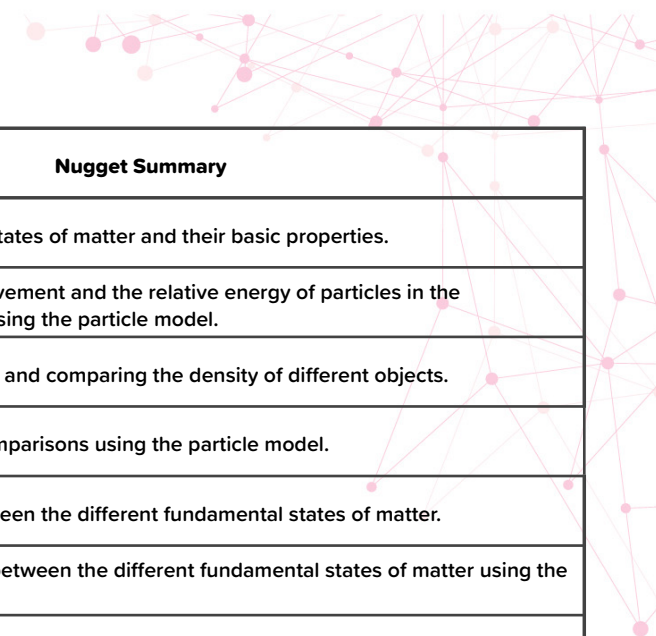 Nugget Summary
tates of matter and their basic properties.
vement and the relative energy of particles in the
sing the particle model.
and comparing the density of different objects.
mparisons using the particle model.
een the different fundamental states of matter.
etween the different fundamental states of matter using the